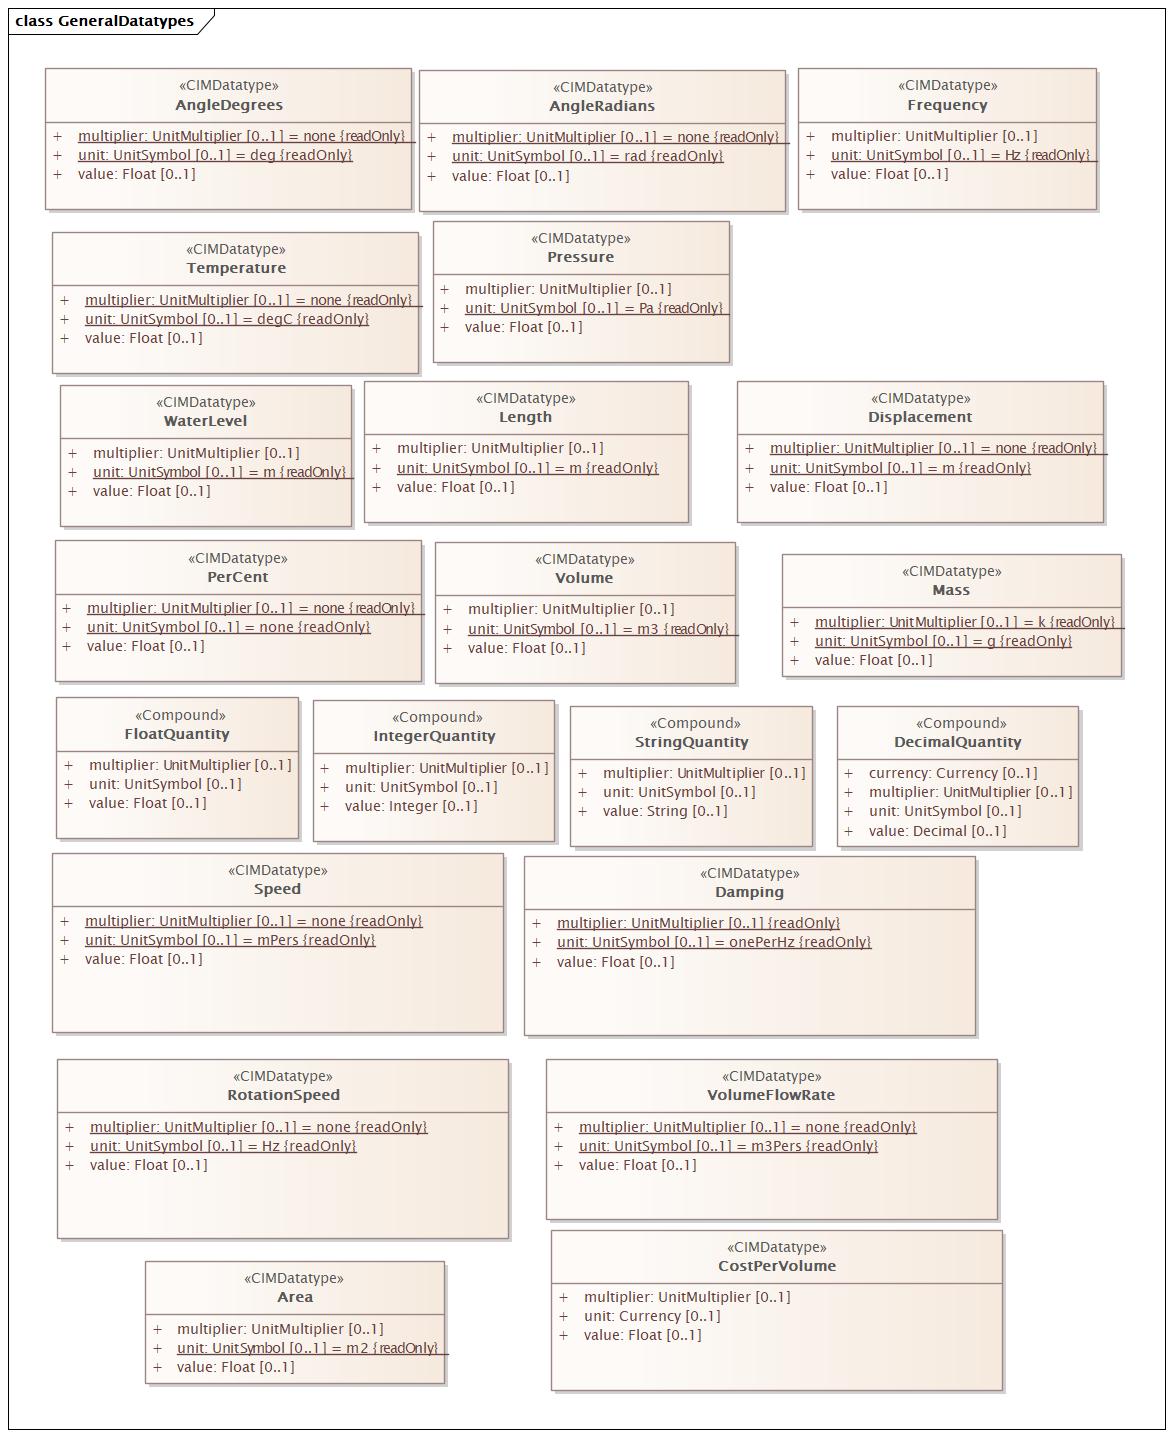 class GeneralDatatypes
«CIMDatatype»
AngleDegrees
+ multiplier: UnitMultiplier [0..1] = none {readOnly}
+ unit: UnitSymbol [0..1] = deg {readOnly}
+ value: Float [0..1]
«CIMDatatype»
AngleRadians
+ multiplier: UnitMultiplier [0..1] = none {readOnly}
+ unit: UnitSymbol [0..1] = rad {readOnly}
+ value: Float [0..1]
«CIMDatatype»
Frequency
+ multiplier: UnitMultiplier [0..1]
+ unit: UnitSymbol [0..1] = Hz {readOnly}
+ value: Float [0..1]
«CIMDatatype»
Temperature
+ multiplier: UnitMultiplier [0..1] = none {readOnly}
+ unit: UnitSymbol [0..1] = degC {readOnly}
+ value: Float [0..1]
«CIMDatatype»
Pressure
+ multiplier: UnitMultiplier [0..1]
+ unit: UnitSymbol [0..1] = Pa {readOnly}
+ value: Float [0..1]
«CIMDatatype»
WaterLevel
+ multiplier: UnitMultiplier [0..1]
+ unit: UnitSymbol [0..1] = m {readOnly}
+ value: Float [0..1]
«CIMDatatype»
Length
+ multiplier: UnitMultiplier [0..1]
+ unit: UnitSymbol [0..1] = m {readOnly}
+ value: Float [0..1]
«CIMDatatype»
Displacement
+ multiplier: UnitMultiplier [0..1] = none {readOnly}
+ unit: UnitSymbol [0..1] = m {readOnly}
+ value: Float [0..1]
«CIMDatatype»
PerCent
+ multiplier: UnitMultiplier [0..1] = none {readOnly}
+ unit: UnitSymbol [0..1] = none {readOnly}
+ value: Float [0..1]
«CIMDatatype»
Volume
+ multiplier: UnitMultiplier [0..1]
+ unit: UnitSymbol [0..1] = m3 {readOnly}
+ value: Float [0..1]
«CIMDatatype»
Mass
+ multiplier: UnitMultiplier [0..1] = k {readOnly}
+ unit: UnitSymbol [0..1] = g {readOnly}
+ value: Float [0..1]
«Compound»
FloatQuantity
+ multiplier: UnitMultiplier [0..1]
+ unit: UnitSymbol [0..1]
+ value: Float [0..1]
«Compound»
IntegerQuantity
+ multiplier: UnitMultiplier [0..1]
+ unit: UnitSymbol [0..1]
+ value: Integer [0..1]
«Compound»
StringQuantity
+ multiplier: UnitMultiplier [0..1]
+ unit: UnitSymbol [0..1]
+ value: String [0..1]
«Compound»
DecimalQuantity
+ currency: Currency [0..1]
+ multiplier: UnitMultiplier [0..1]
+ unit: UnitSymbol [0..1]
+ value: Decimal [0..1]
«CIMDatatype»
Speed
+ multiplier: UnitMultiplier [0..1] = none {readOnly}
+ unit: UnitSymbol [0..1] = mPers {readOnly}
+ value: Float [0..1]
«CIMDatatype»
Damping
+ multiplier: UnitMultiplier [0..1] {readOnly}
+ unit: UnitSymbol [0..1] = onePerHz {readOnly}
+ value: Float [0..1]
«CIMDatatype»
RotationSpeed
+ multiplier: UnitMultiplier [0..1] = none {readOnly}
+ unit: UnitSymbol [0..1] = Hz {readOnly}
+ value: Float [0..1]
«CIMDatatype»
VolumeFlowRate
+ multiplier: UnitMultiplier [0..1] = none {readOnly}
+ unit: UnitSymbol [0..1] = m3Pers {readOnly}
+ value: Float [0..1]
«CIMDatatype»
Area
+ multiplier: UnitMultiplier [0..1]
+ unit: UnitSymbol [0..1] = m2 {readOnly}
+ value: Float [0..1]
«CIMDatatype»
CostPerVolume
+ multiplier: UnitMultiplier [0..1]
+ unit: Currency [0..1]
+ value: Float [0..1]